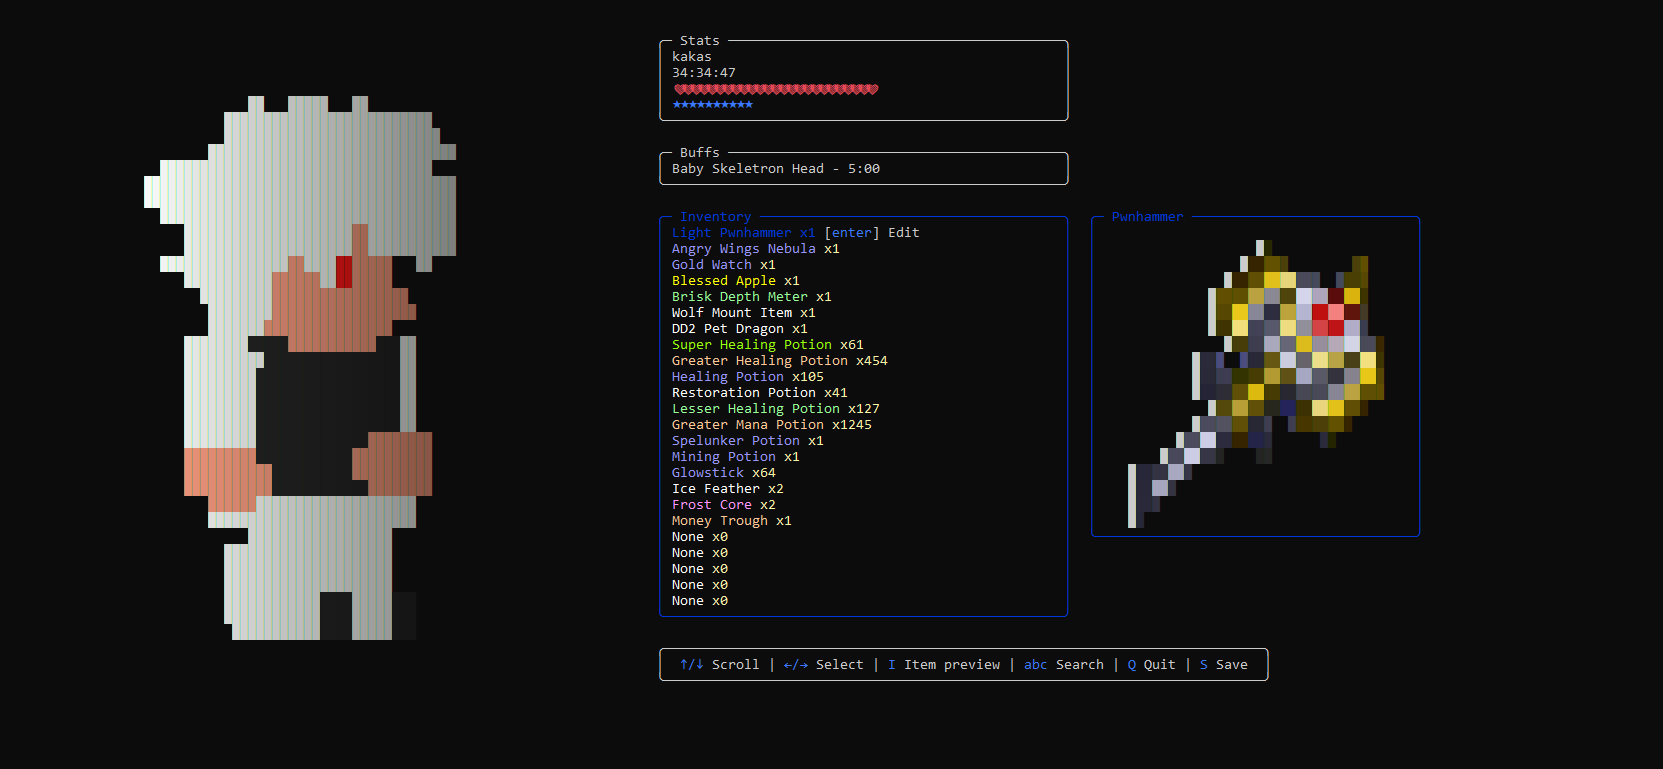 Stats
kakas
34:34:47
♥♥♥♥♥♥♥♥♥♥♥♥♥♥♥♥♥♥♥♥♥♥♥♥♥
★★★★★★★★★★
Buffs
Baby Skeletron Head - 5:00
Inventory
Light Pwnhammer x1 [enter] Edit
Angry Wings Nebula x1
Gold Watch x1
Blessed Apple x1
Brisk Depth Meter x1
Wolf Mount Item x1
DD2 Pet Dragon x1
Super Healing Potion x61
Greater Healing Potion x454
Healing Potion x105
Restoration Potion x41
Lesser Healing Potion x127
Greater Mana Potion x1245
Spelunker Potion x1
Mining Potion x1
Glowstick x64
Ice Feather x2
Frost Core x2
Money Trough x1
None x0
None x0
None x0
None x0
None x0
Pwnhammer
↑/↓ Scroll | ←/→ Select | I Item preview | abc Search | Q Quit | S Save